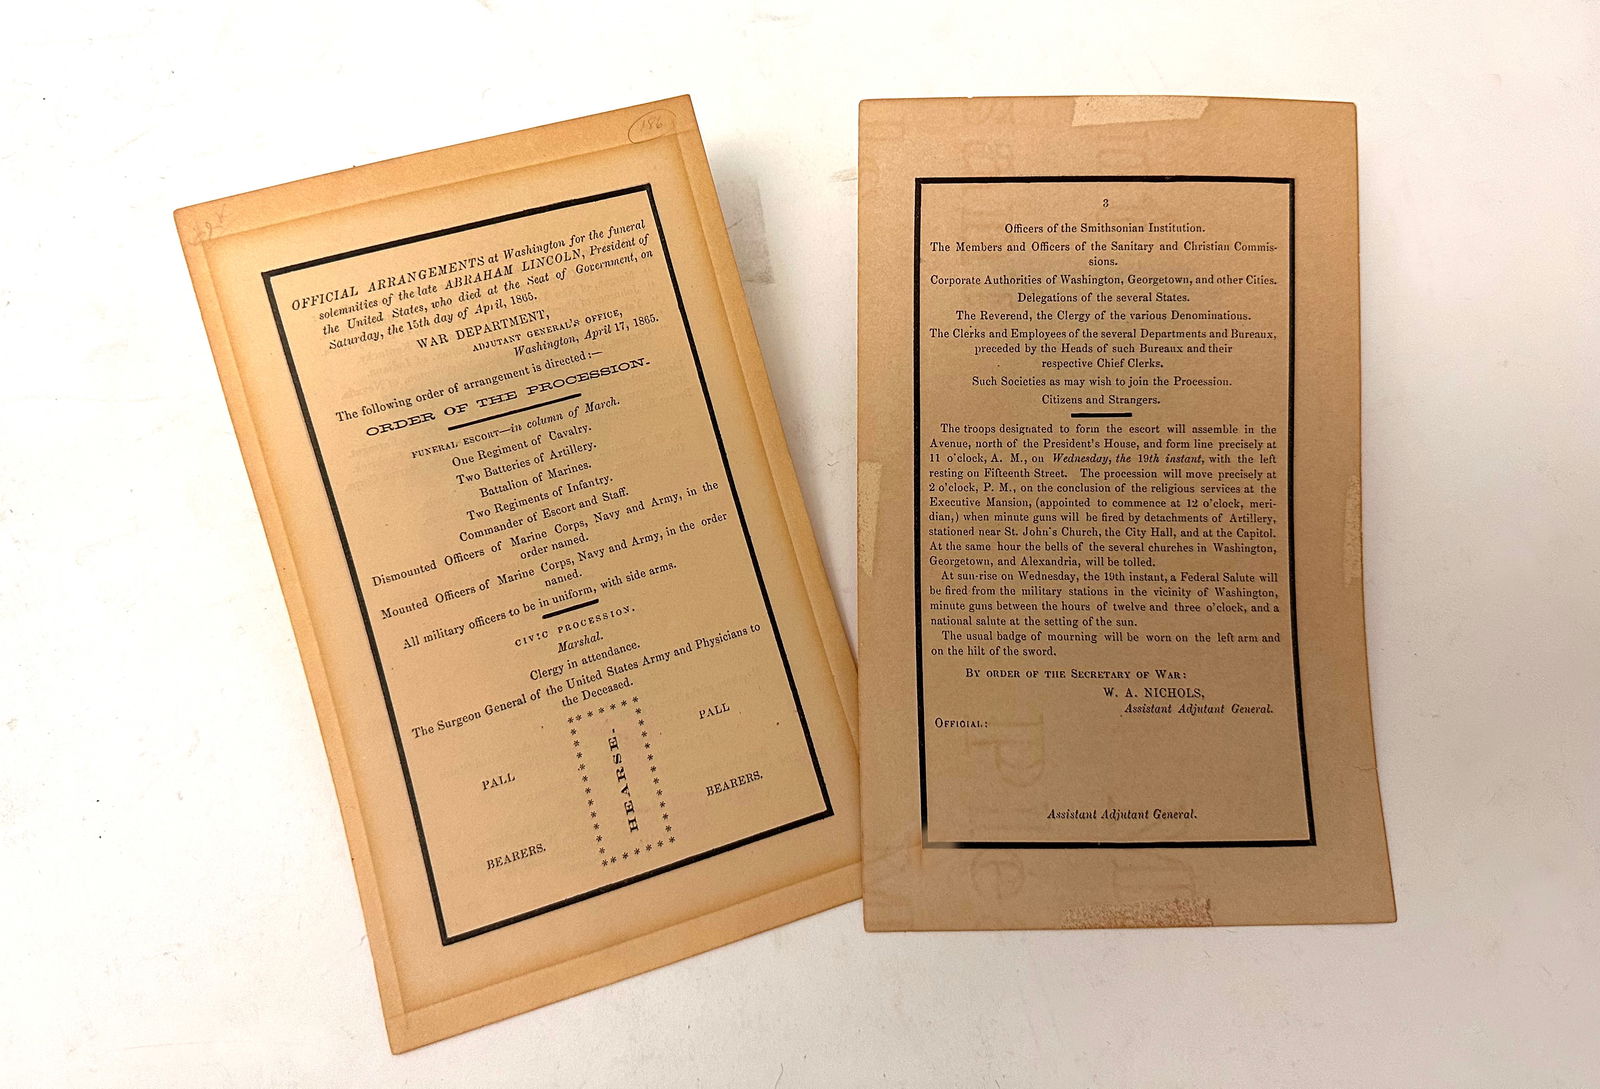 186
OFFICIAL ARRANGEMENTS at Washington for the funeral
solemnities of the late ABRAHAM LINCOLN, President of
the United States, who died at the Seat of Government, on
Saturday, the 15th day of April, 1865.
WAR DEPARTMENT,
ADJUTANT GENERAL'S OFFICE,
Washington, April 17, 1865.
The following order of arrangement is directed:—
ORDER OF THE PROCESSION.
FUNERAL ESCORT—in column of March.
One Regiment of Cavalry.
Two Batteries of Artillery.
Battalion of Marines.
Two Regiments of Infantry.
Commander of Escort and Staff.
Dismounted Officers of Marine Corps, Navy and Army, in the
order named.
Mounted Officers of Marine Corps, Navy and Army, in the order
named.
All military officers to be in uniform, with side arms.
CIVIC PROCESSION.
Marshal.
Clergy in attendance.
The Surgeon General of the United States Army and Physicians to
the Deceased.
PALL
HEARSE.
PALL
BEARERS.
BEARERS.
3
Officers of the Smithsonian Institution.
The Members and Officers of the Sanitary and Christian Commis-
sions.
Corporate Authorities of Washington, Georgetown, and other Cities.
Delegations of the several States.
The Reverend, the Clergy of the various Denominations.
The Clerks and Employees of the several Departments and Bureaux,
preceded by the Heads of such Bureaux and their
respective Chief Clerks.
Such Societies as may wish to join the Procession.
Citizens and Strangers.
The troops designated to form the escort will assemble in the
Avenue, north of the President's House, and form line precisely at
11 o'clock, A. M., on Wednesday, the 19th instant, with the left
resting on Fifteenth Street. The procession will move precisely at
2 o'clock, P. M., on the conclusion of the religious services at the
Executive Mansion, (appointed to commence at 12 o'clock, meri-
dian,) when minute guns will be fired by detachments of Artillery,
stationed near St. John's Church, the City Hall, and at the Capitol.
At the same hour the bells of the several churches in Washington,
Georgetown, and Alexandria, will be tolled.
At sun-rise on Wednesday, the 19th instant, a Federal Salute will
be fired from the military stations in the vicinity of Washington,
minute guns between the hours of twelve and three o'clock, and a
national salute at the setting of the sun.
The usual badge of mourning will be worn on the left arm and
on the hilt of the sword.
BY ORDER OF THE SECRETARY OF WAR:
W. A. NICHOLS,
Assistant Adjutant General.
OFFICIAL:
Assistant Adjutant General.